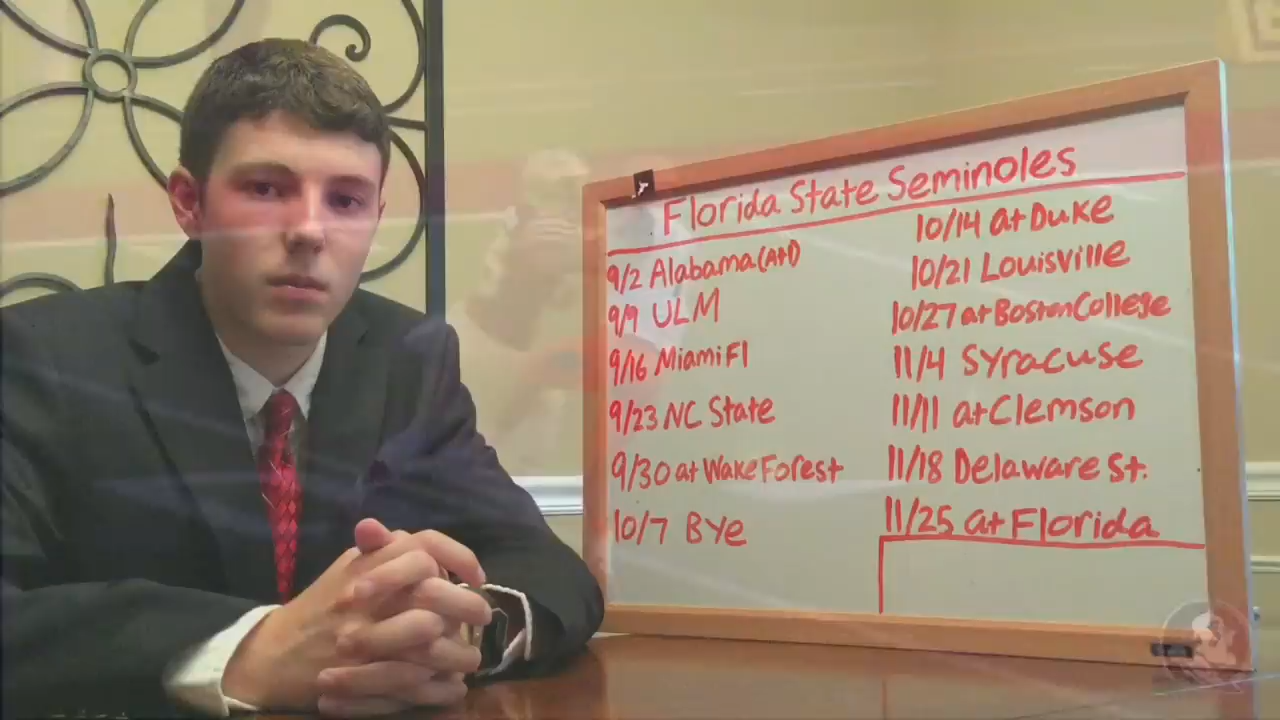 Florida State Seminoles
9/2 Alabama (Atl)
9/9 ULM
9/16 Miami Fl
9/23 NC State
9/30 at Wake Forest
10/7 Bye
10/14 at Duke
10/21 Louisville
10/27 at Boston College
11/4 Syracuse
11/11 at Clemson
11/18 Delaware St.
11/25 at Florida